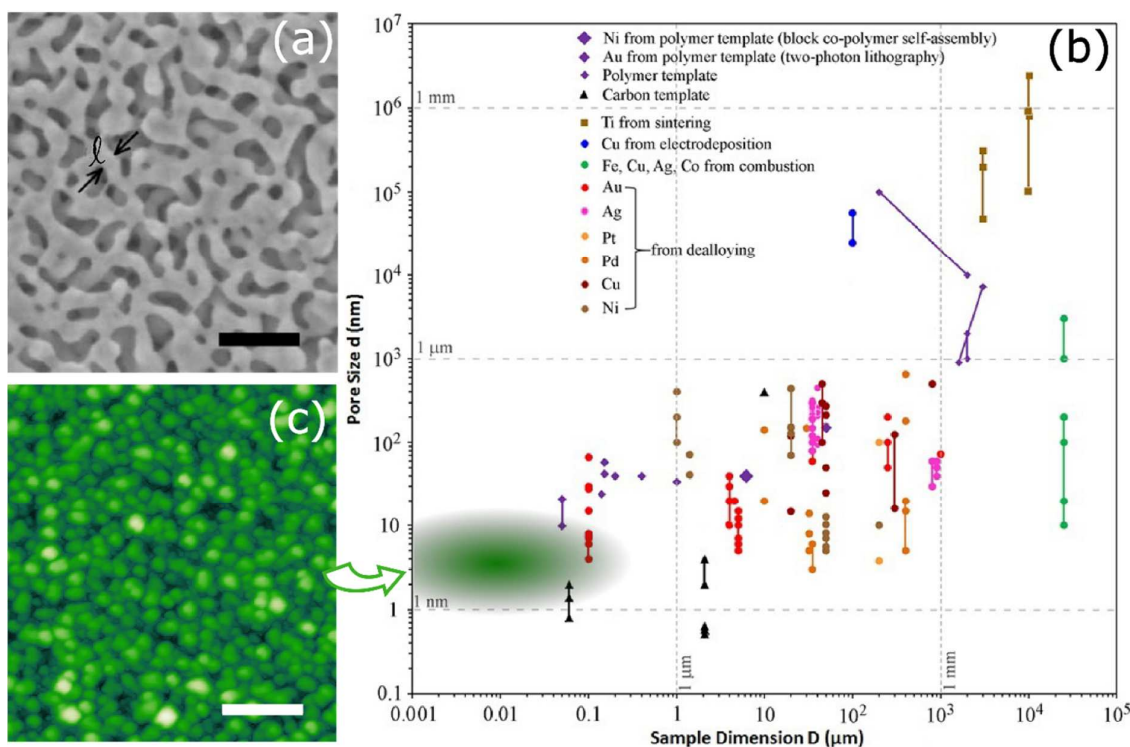 (a)
ℓ
(c)
(b)
Pore Size d (nm)
10⁷
10⁶
10⁵
10⁴
10³
10²
10
1
0.1
1 mm
1 μm
1 nm
Ni from polymer template (block co-polymer self-assembly)
Au from polymer template (two-photon lithography)
Polymer template
Carbon template
Ti from sintering
Cu from electrodeposition
Fe, Cu, Ag, Co from combustion
Au
Ag
Pt
Pd
Cu
Ni
from dealloying
1 μm
1 mm
0.001 0.01 0.1 1 10 10² 10³ 10⁴ 10⁵
Sample Dimension D (μm)